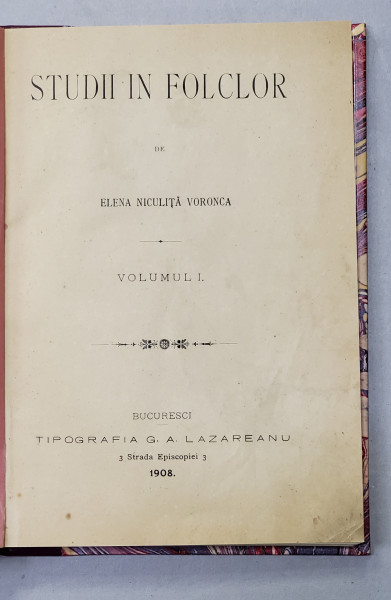 STUDII IN FOLCLOR
DE
ELENA NICULIȚĂ VORONCA
VOLUMUL I.
BUCURESCI
TIPOGRAFIA G. A. LAZAREANU
3 Strada Episcopiei 3
1908.